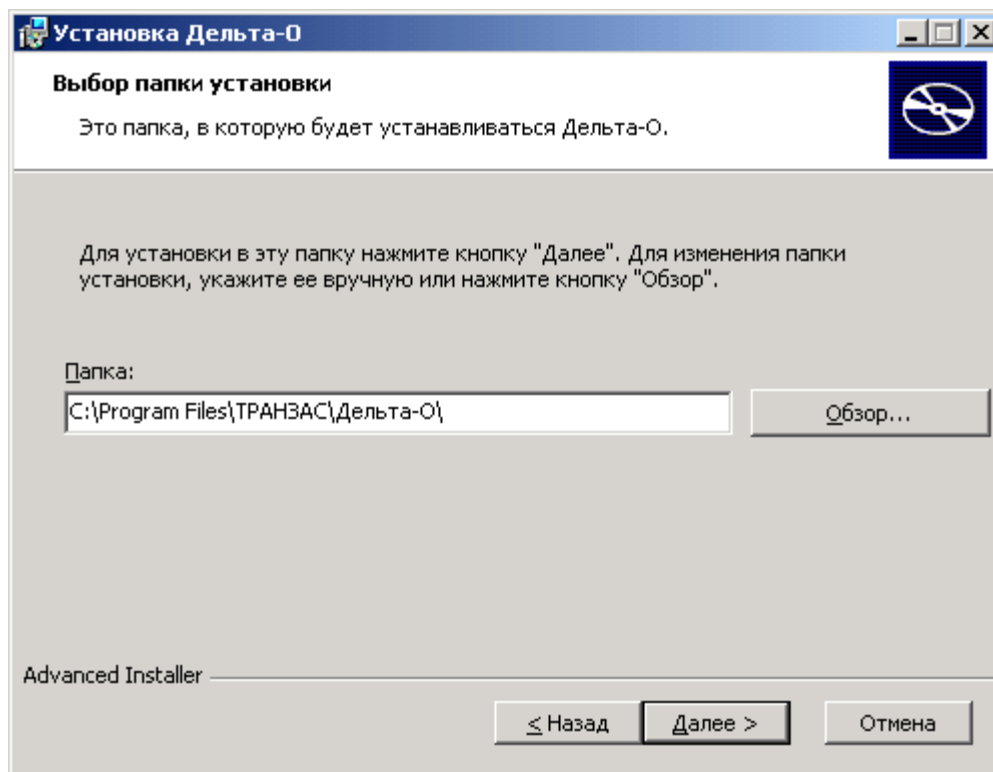 Установка Дельта-О
Выбор папки установки
Это папка, в которую будет устанавливаться Дельта-О.
Для установки в эту папку нажмите кнопку "Далее". Для изменения папки
установки, укажите ее вручную или нажмите кнопку "Обзор".
Папка:
C:\Program Files\ТРАНЗАС\Дельта-О\
Обзор...
Advanced Installer
< Назад
Далее >
Отмена